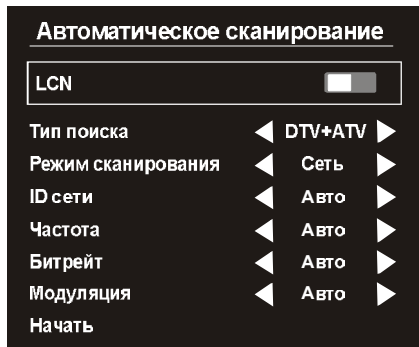 Автоматическое сканирование
LCN
Тип поиска DTV+ATV
Режим сканирования Сеть
ID сети Авто
Частота Авто
Битрейт Авто
Модуляция Авто
Начать